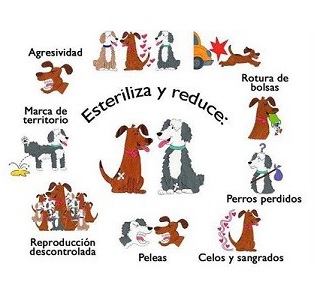 Agresividad
Rotura de
bolsas
Marca de
territorio
Esteriliza y reduce:
Perros perdidos
Reproducción
descontrolada
Peleas
Celos y sangrados